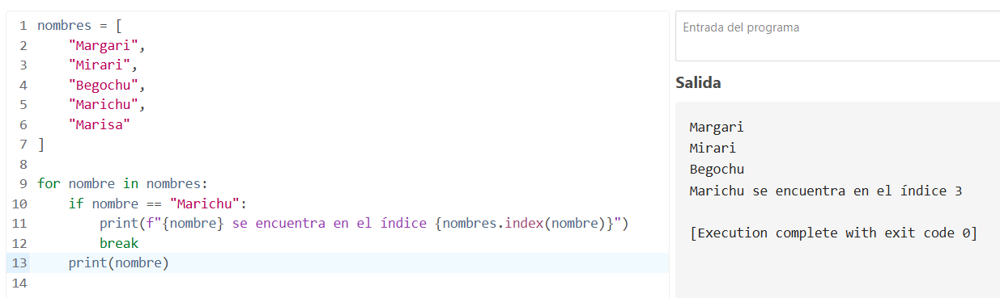 1 nombres = [
2     "Margari",
3     "Mirari",
4     "Begochu",
5     "Marichu",
6     "Marisa"
7 ]
8
9 for nombre in nombres:
10     if nombre == "Marichu":
11         print(f"{nombre} se encuentra en el índice {nombres.index(nombre)}")
12         break
13     print(nombre)
14
Entrada del programa
Salida
Margari
Mirari
Begochu
Marichu se encuentra en el índice 3
[Execution complete with exit code 0]